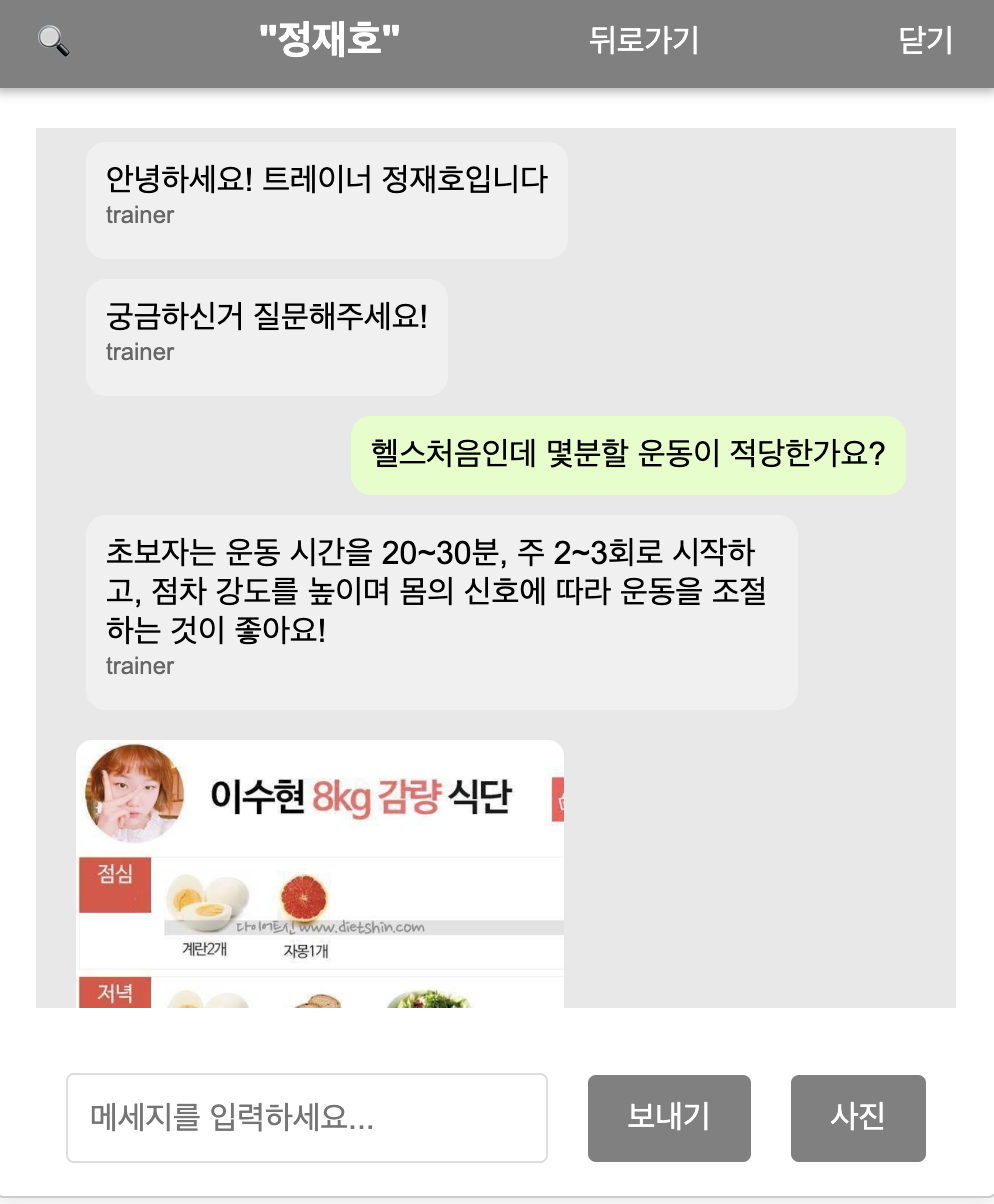 "정재호"
뒤로가기
닫기
안녕하세요! 트레이너 정재호입니다
trainer
궁금하신거 질문해주세요!
trainer
헬스처음인데 몇분할 운동이 적당한가요?
초보자는 운동 시간을 20~30분, 주 2~3회로 시작하
고, 점차 강도를 높이며 몸의 신호에 따라 운동을 조절
하는 것이 좋아요!
trainer
이수현 8kg 감량 식단
점심
다이어트신 www.dietshin.com
계란2개
자몽1개
저녁
메세지를 입력하세요...
보내기
사진